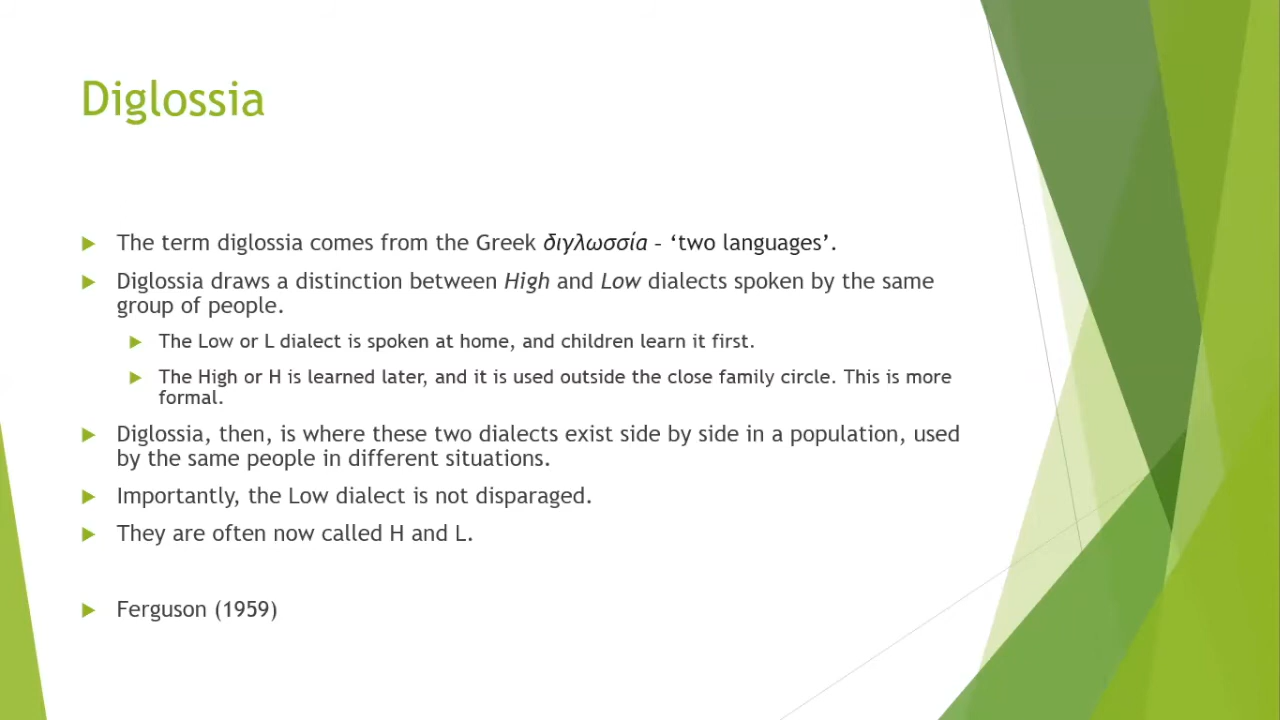 Diglossia
The term diglossia comes from the Greek διγλωσσία – ‘two languages’.
Diglossia draws a distinction between High and Low dialects spoken by the same
group of people.
The Low or L dialect is spoken at home, and children learn it first.
The High or H is learned later, and it is used outside the close family circle. This is more
formal.
Diglossia, then, is where these two dialects exist side by side in a population, used
by the same people in different situations.
Importantly, the Low dialect is not disparaged.
They are often now called H and L.
Ferguson (1959)